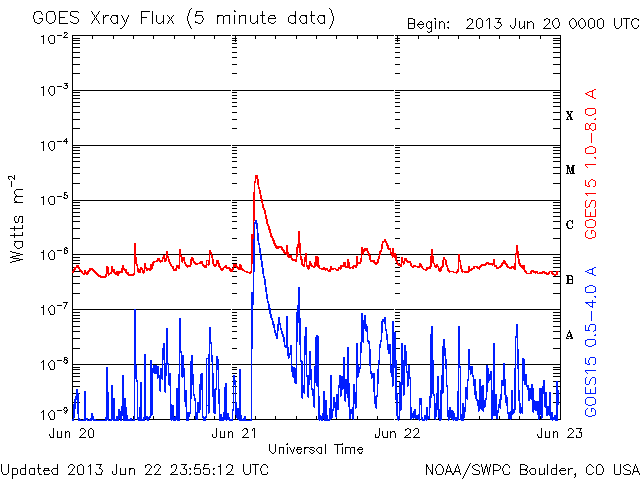 GOES Xray Flux (5 minute data)
Begin: 2013 Jun 20 0000 UTC
10-2
10-3
10-4
10-5
10-6
10-7
10-8
10-9
Watts m-2
X
M
C
B
A
GOES15 1.0-8.0 A
GOES15 0.5-4.0 A
Jun 20
Jun 21
Jun 22
Jun 23
Universal Time
Updated 2013 Jun 22 23:55:12 UTC
NOAA/SWPC Boulder, CO USA